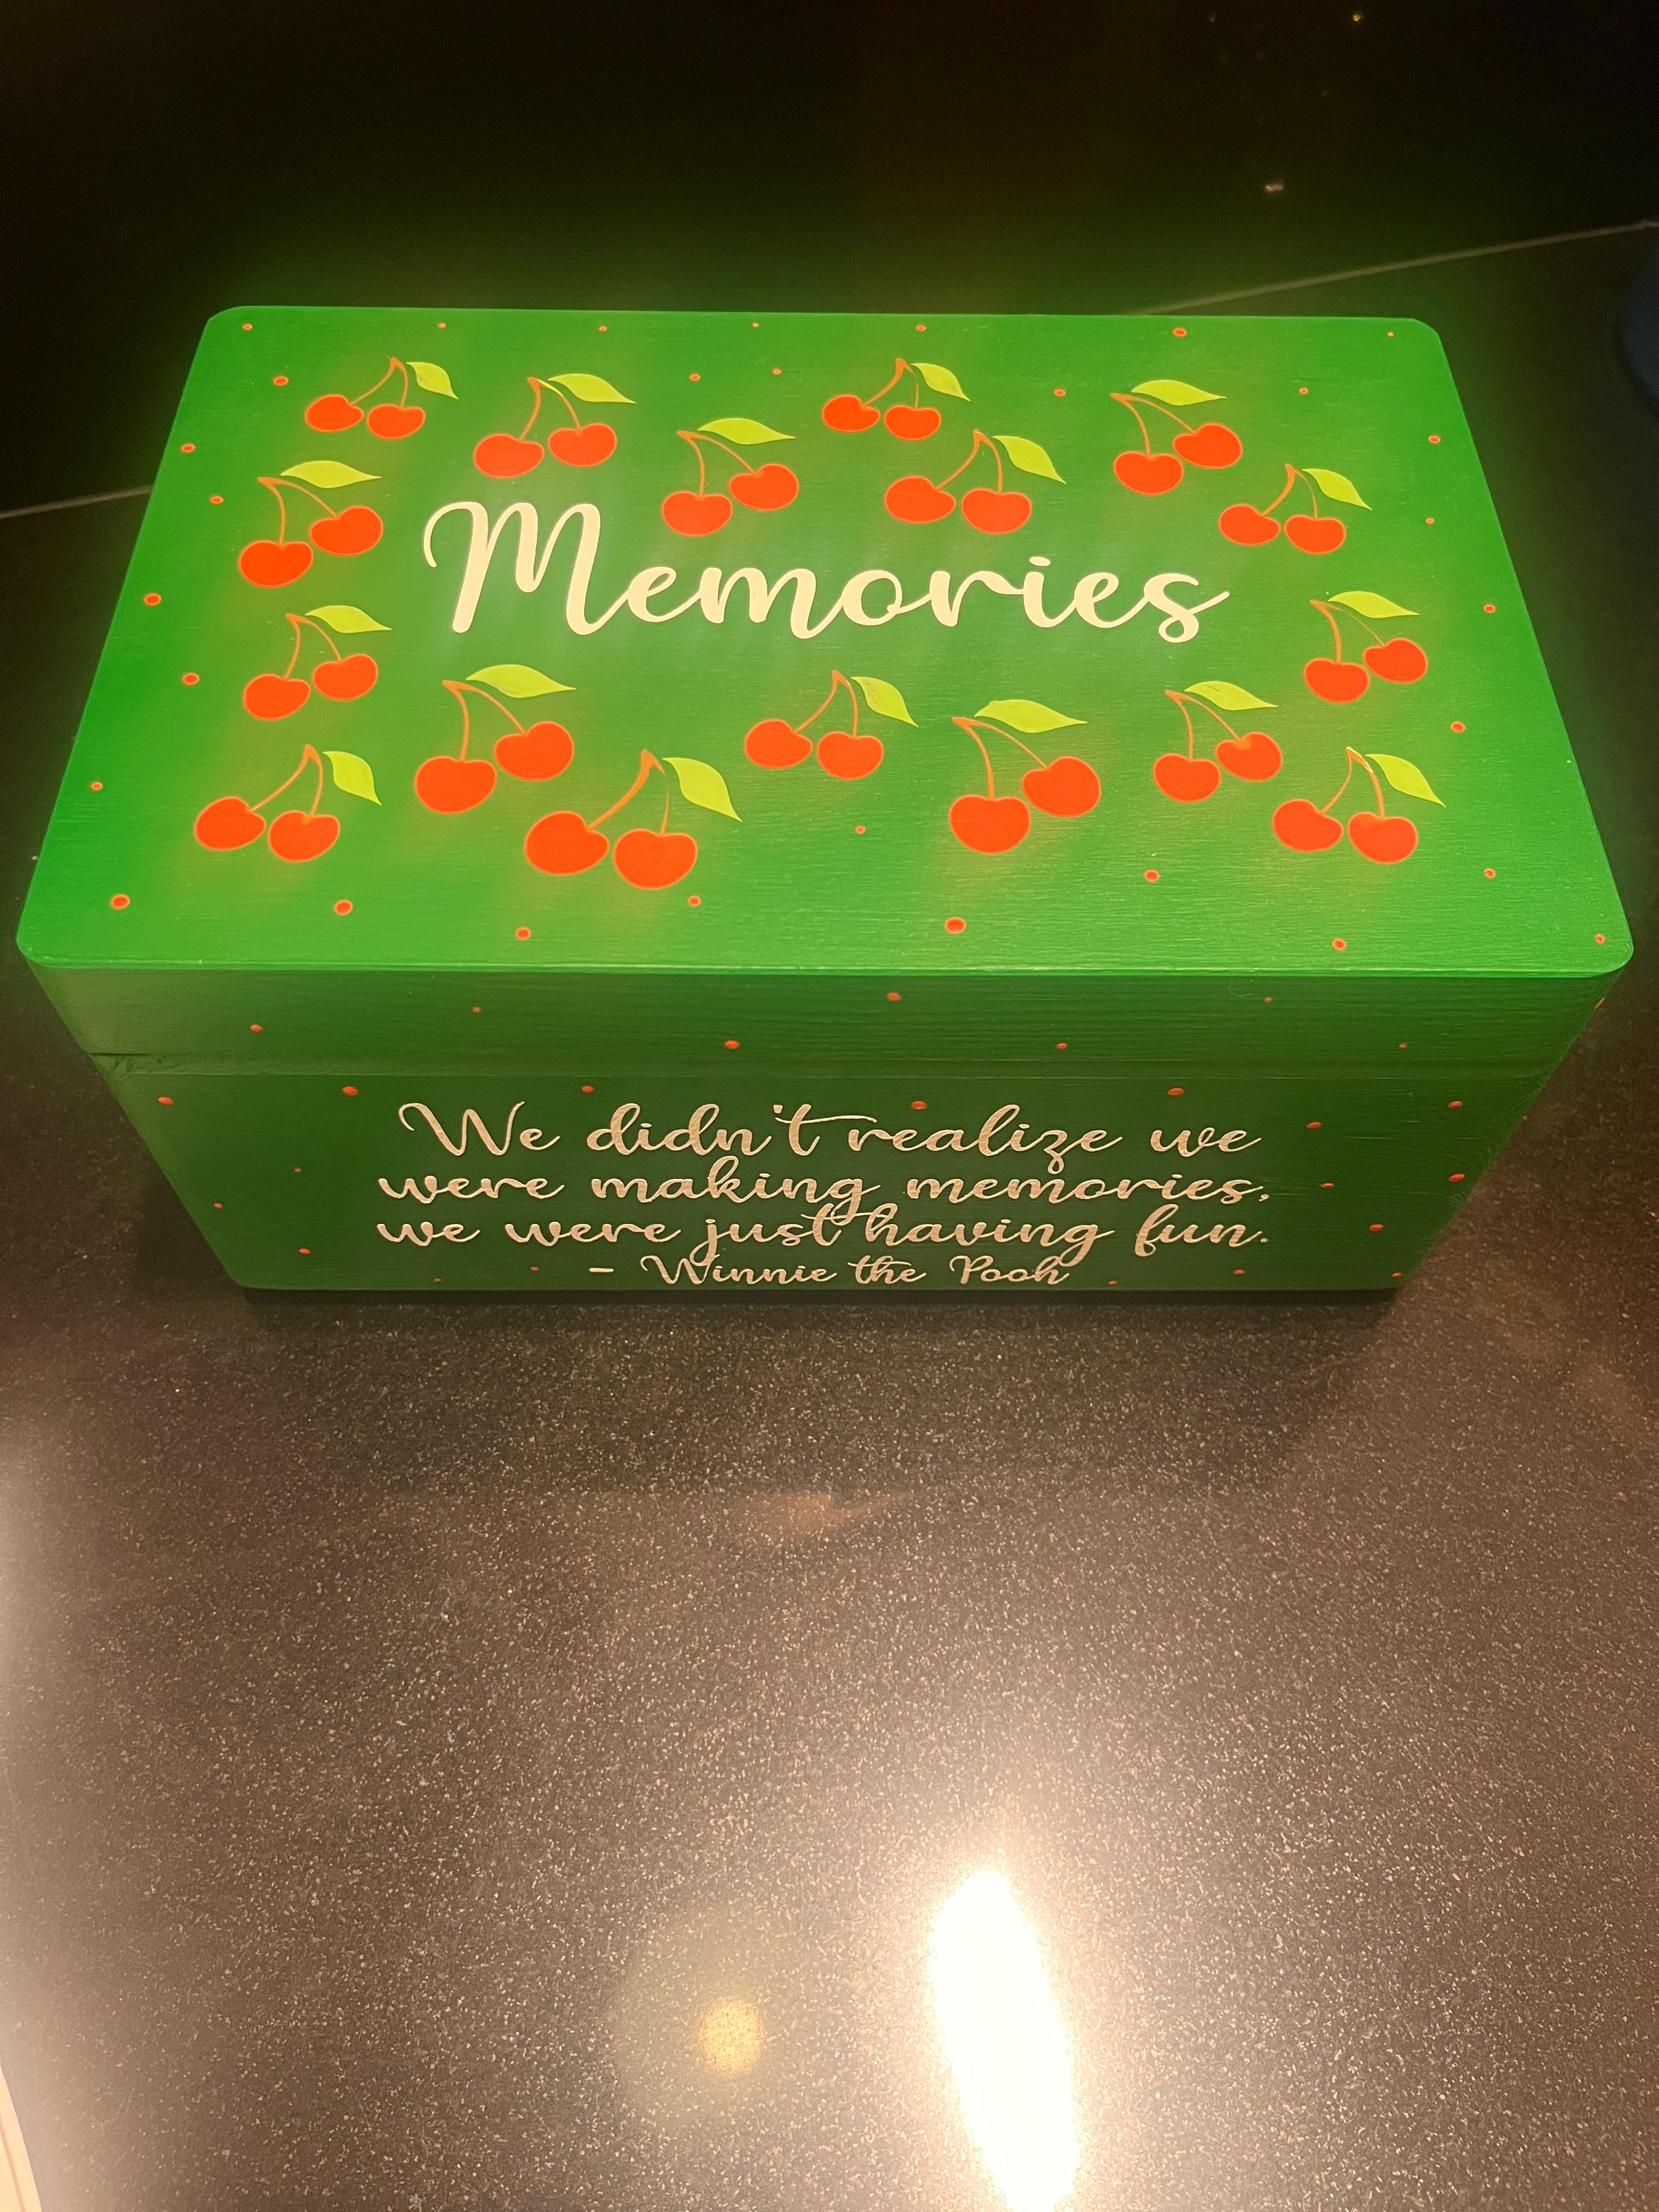 Memories
We didn't realize we
were making memories,
we were just having fun.
- Winnie the Pooh